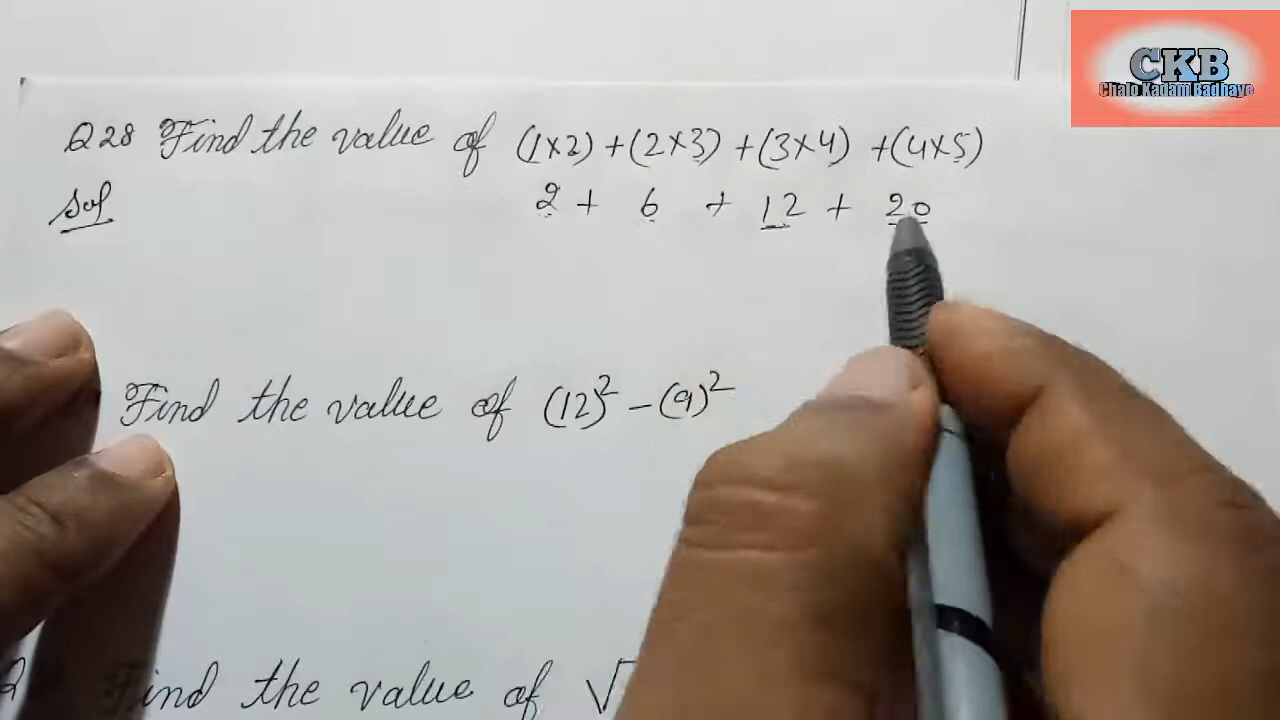 CKB
Chalo Kadam Badhaye
Q28 Find the value of (1×2) + (2×3) + (3×4) + (4×5)
Sol 2 + 6 + 12 + 20
Find the value of (12)² - (9)²
Find the value of √